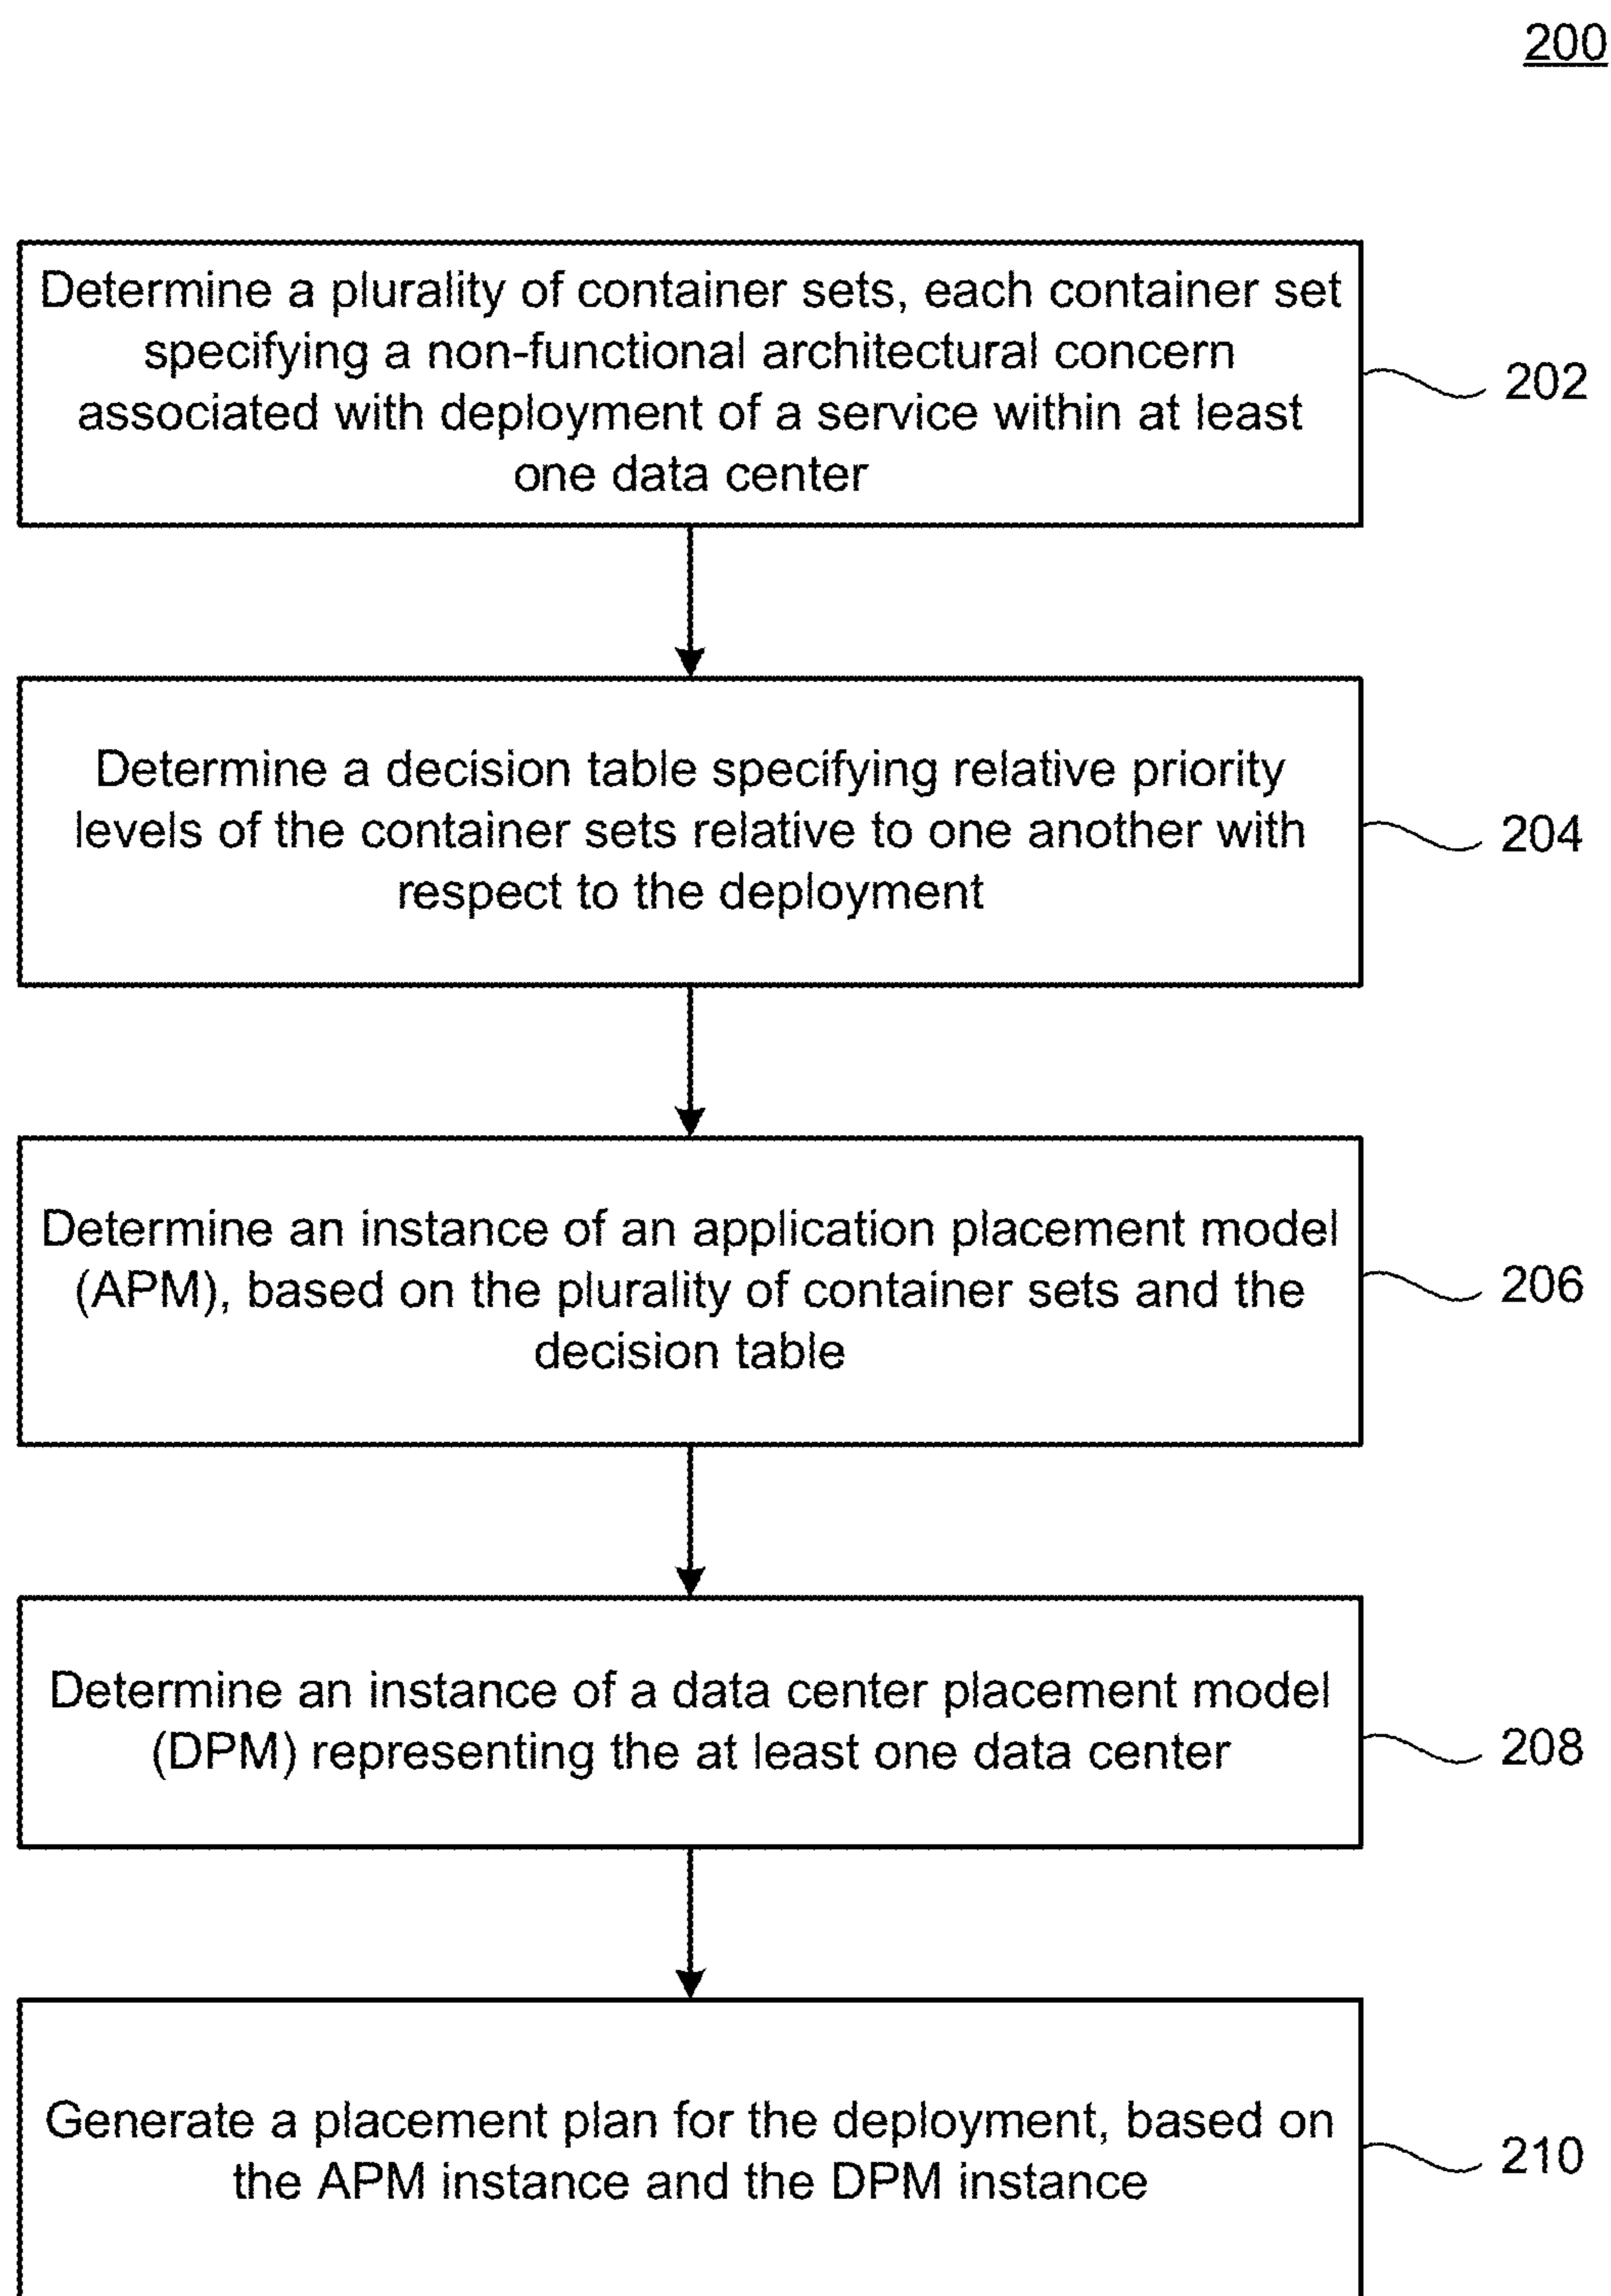 200
Determine a plurality of container sets, each container set
specifying a non-functional architectural concern
associated with deployment of a service within at least
one data center
202
Determine a decision table specifying relative priority
levels of the container sets relative to one another with
respect to the deployment
204
Determine an instance of an application placement model
(APM), based on the plurality of container sets and the
decision table
206
Determine an instance of a data center placement model
(DPM) representing the at least one data center
208
Generate a placement plan for the deployment, based on
the APM instance and the DPM instance
210